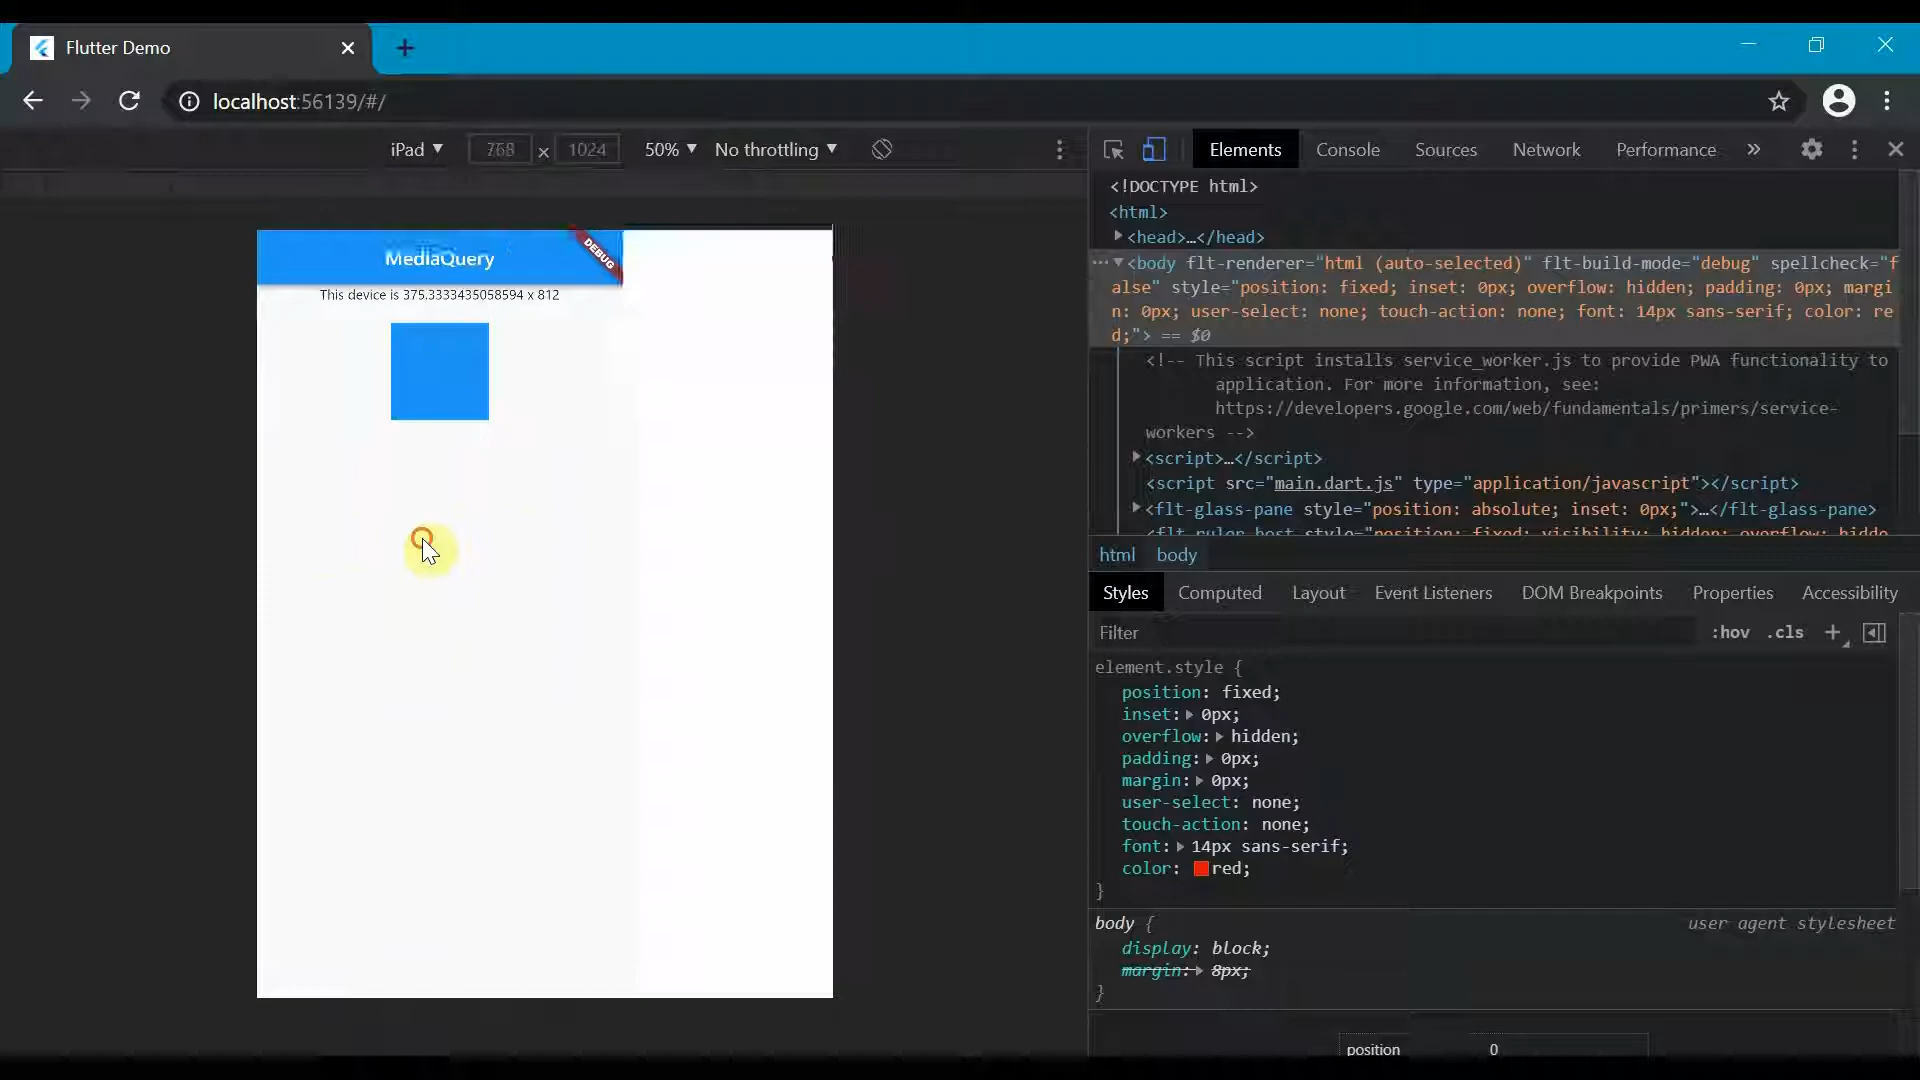 Flutter Demo
localhost:56139/#/
iPad 768 × 1024 50% No throttling
Elements Console Sources Network Performance
MediaQuery
DEBUG
This device is 375.3333435058594 x 812
<!DOCTYPE html>
<html>
<head>…</head>
<body flt-renderer="html (auto-selected)" flt-build-mode="debug" spellcheck="f
alse" style="position: fixed; inset: 0px; overflow: hidden; padding: 0px; margi
n: 0px; user-select: none; touch-action: none; font: 14px sans-serif; color: re
d;"> == $0
<!-- This script installs service_worker.js to provide PWA functionality to
application. For more information, see:
https://developers.google.com/web/fundamentals/primers/service-
workers -->
<script>…</script>
<script src="main.dart.js" type="application/javascript"></script>
<flt-glass-pane style="position: absolute; inset: 0px;">…</flt-glass-pane>
<flt-ruler-host style="position: fixed; visibility: hidden; overflow: hidde
html body
Styles Computed Layout Event Listeners DOM Breakpoints Properties Accessibility
Filter :hov .cls
element.style {
position: fixed;
inset: 0px;
overflow: hidden;
padding: 0px;
margin: 0px;
user-select: none;
touch-action: none;
font: 14px sans-serif;
color: red;
}
body { user agent stylesheet
display: block;
margin: 8px;
}
position 0